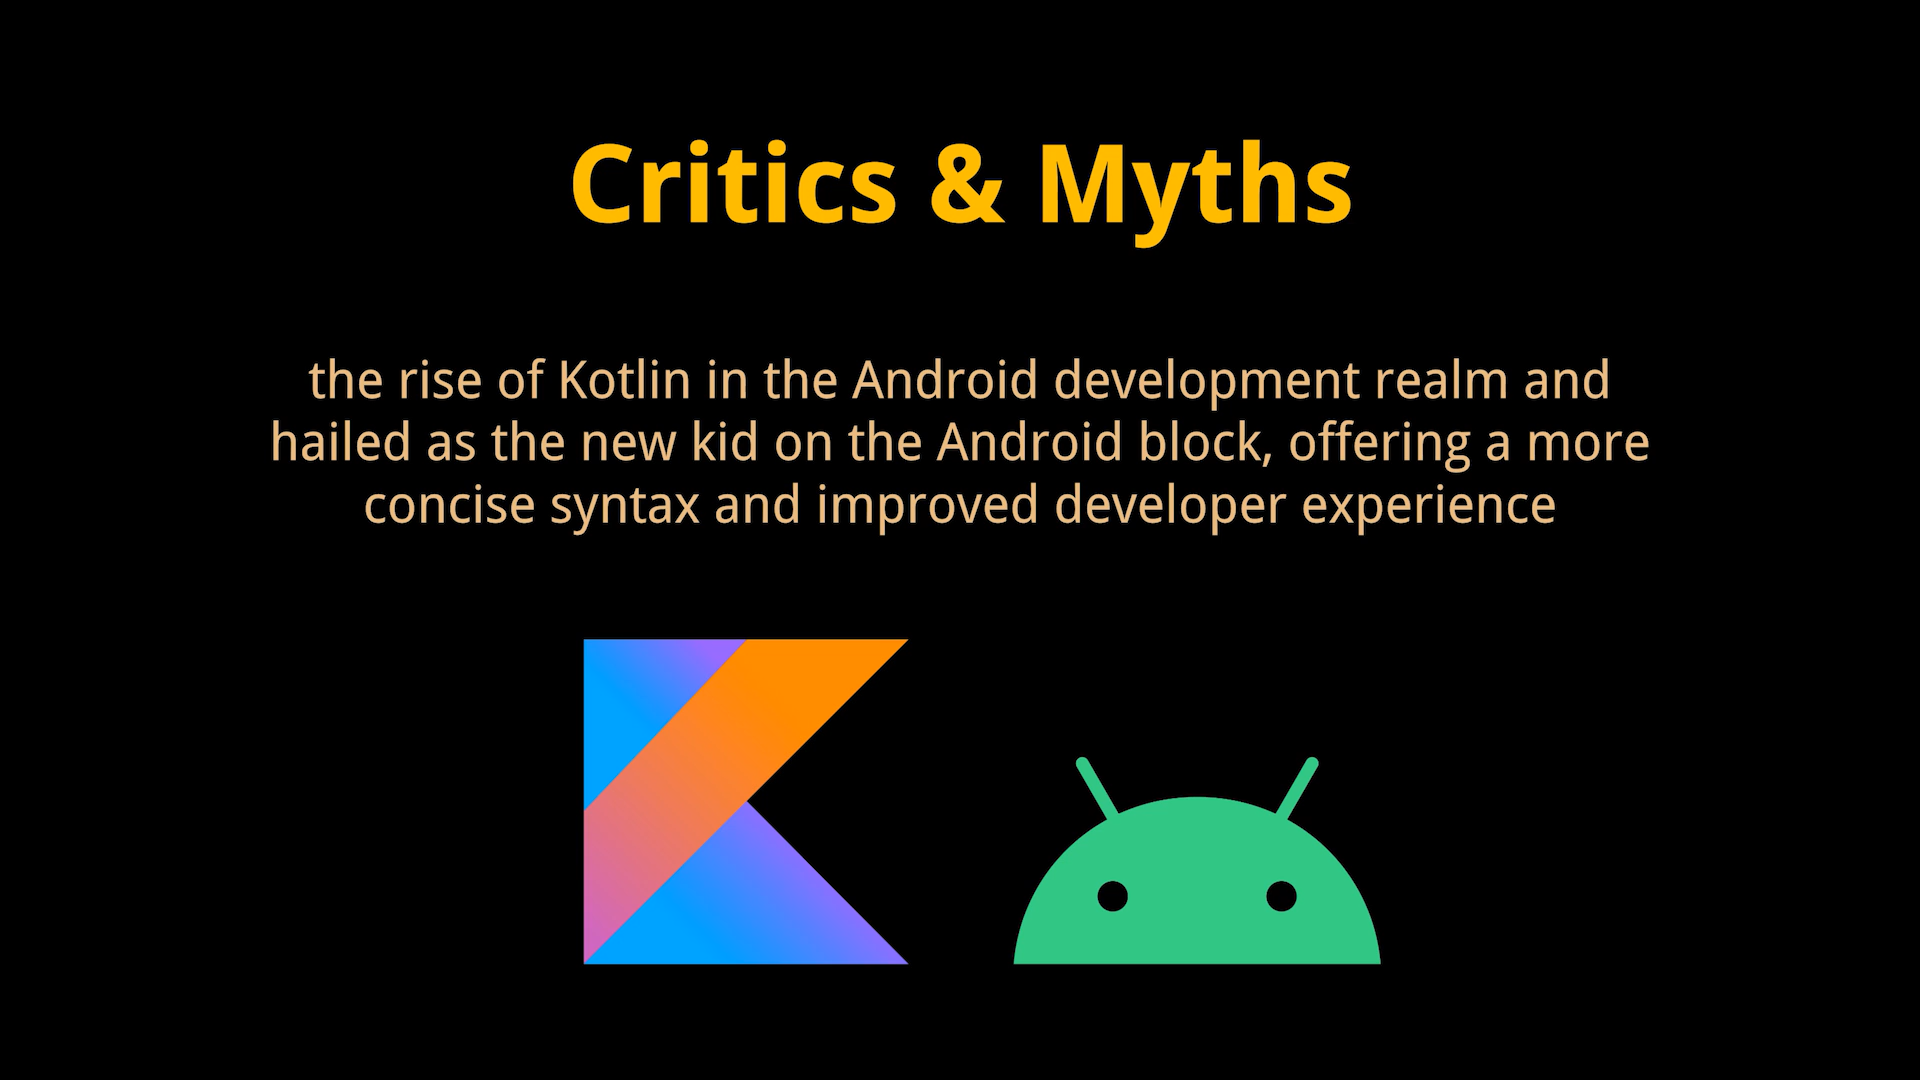 Critics & Myths
the rise of Kotlin in the Android development realm and
hailed as the new kid on the Android block, offering a more
concise syntax and improved developer experience